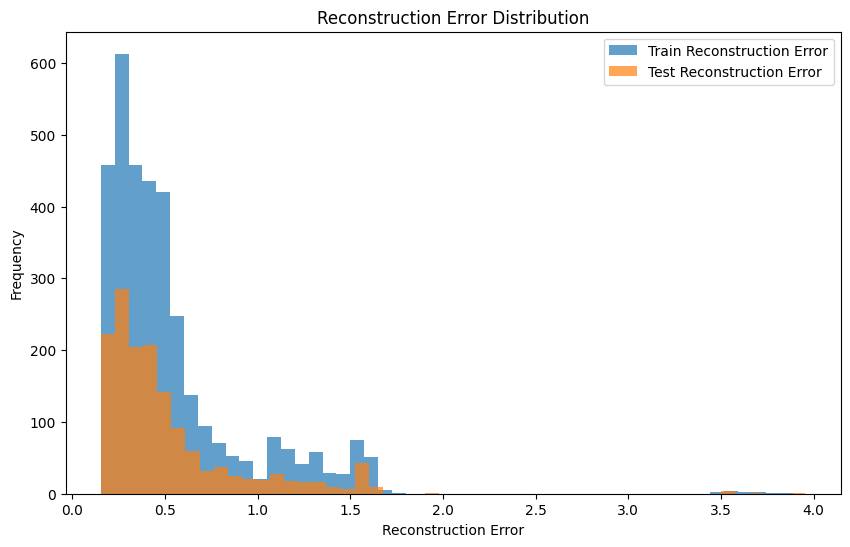 Reconstruction Error Distribution
Train Reconstruction Error
Test Reconstruction Error
Frequency
600
500
400
300
200
100
0
0.0 0.5 1.0 1.5 2.0 2.5 3.0 3.5 4.0
Reconstruction Error